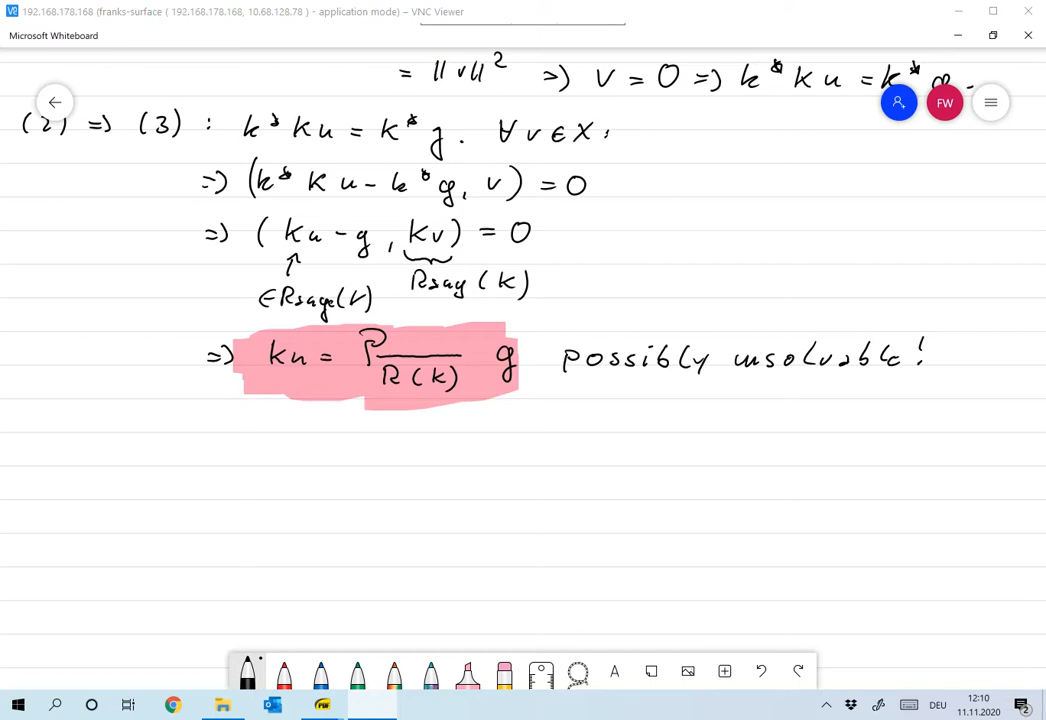 192.168.178.168 (franks-surface ( 192.168.178.168, 10.68.128.78 ) - application mode) – VNC Viewer
Microsoft Whiteboard
= ||v||² => v = 0 => k* K u = k* g.
(2) => (3) : k* K u = K* g. ∀ v ∈ X :
=> (k* K u - k* g, v) = 0
=> ( K u - g , K v ) = 0
↑
∈ Rsage(K) Rsag (K)
=> K u = P g possibly unsolvable!
R(K)
FW
A
DEU
12:10
11.11.2020
2